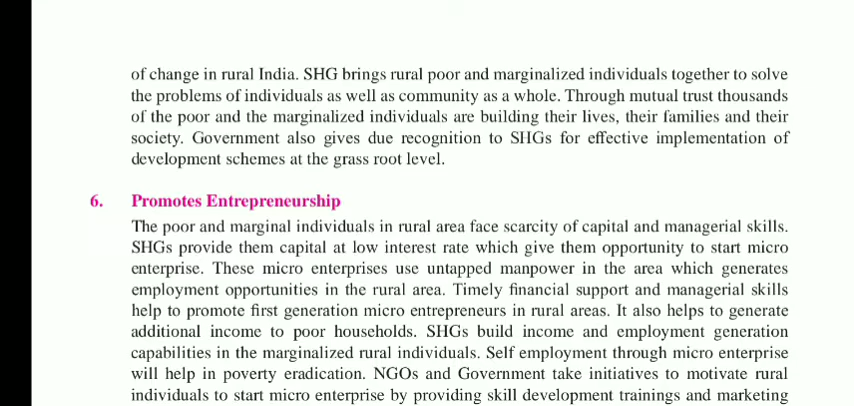 of change in rural India. SHG brings rural poor and marginalized individuals together to solve
the problems of individuals as well as community as a whole. Through mutual trust thousands
of the poor and the marginalized individuals are building their lives, their families and their
society. Government also gives due recognition to SHGs for effective implementation of
development schemes at the grass root level.
6. Promotes Entrepreneurship
The poor and marginal individuals in rural area face scarcity of capital and managerial skills.
SHGs provide them capital at low interest rate which give them opportunity to start micro
enterprise. These micro enterprises use untapped manpower in the area which generates
employment opportunities in the rural area. Timely financial support and managerial skills
help to promote first generation micro entrepreneurs in rural areas. It also helps to generate
additional income to poor households. SHGs build income and employment generation
capabilities in the marginalized rural individuals. Self employment through micro enterprise
will help in poverty eradication. NGOs and Government take initiatives to motivate rural
individuals to start micro enterprise by providing skill development trainings and marketing